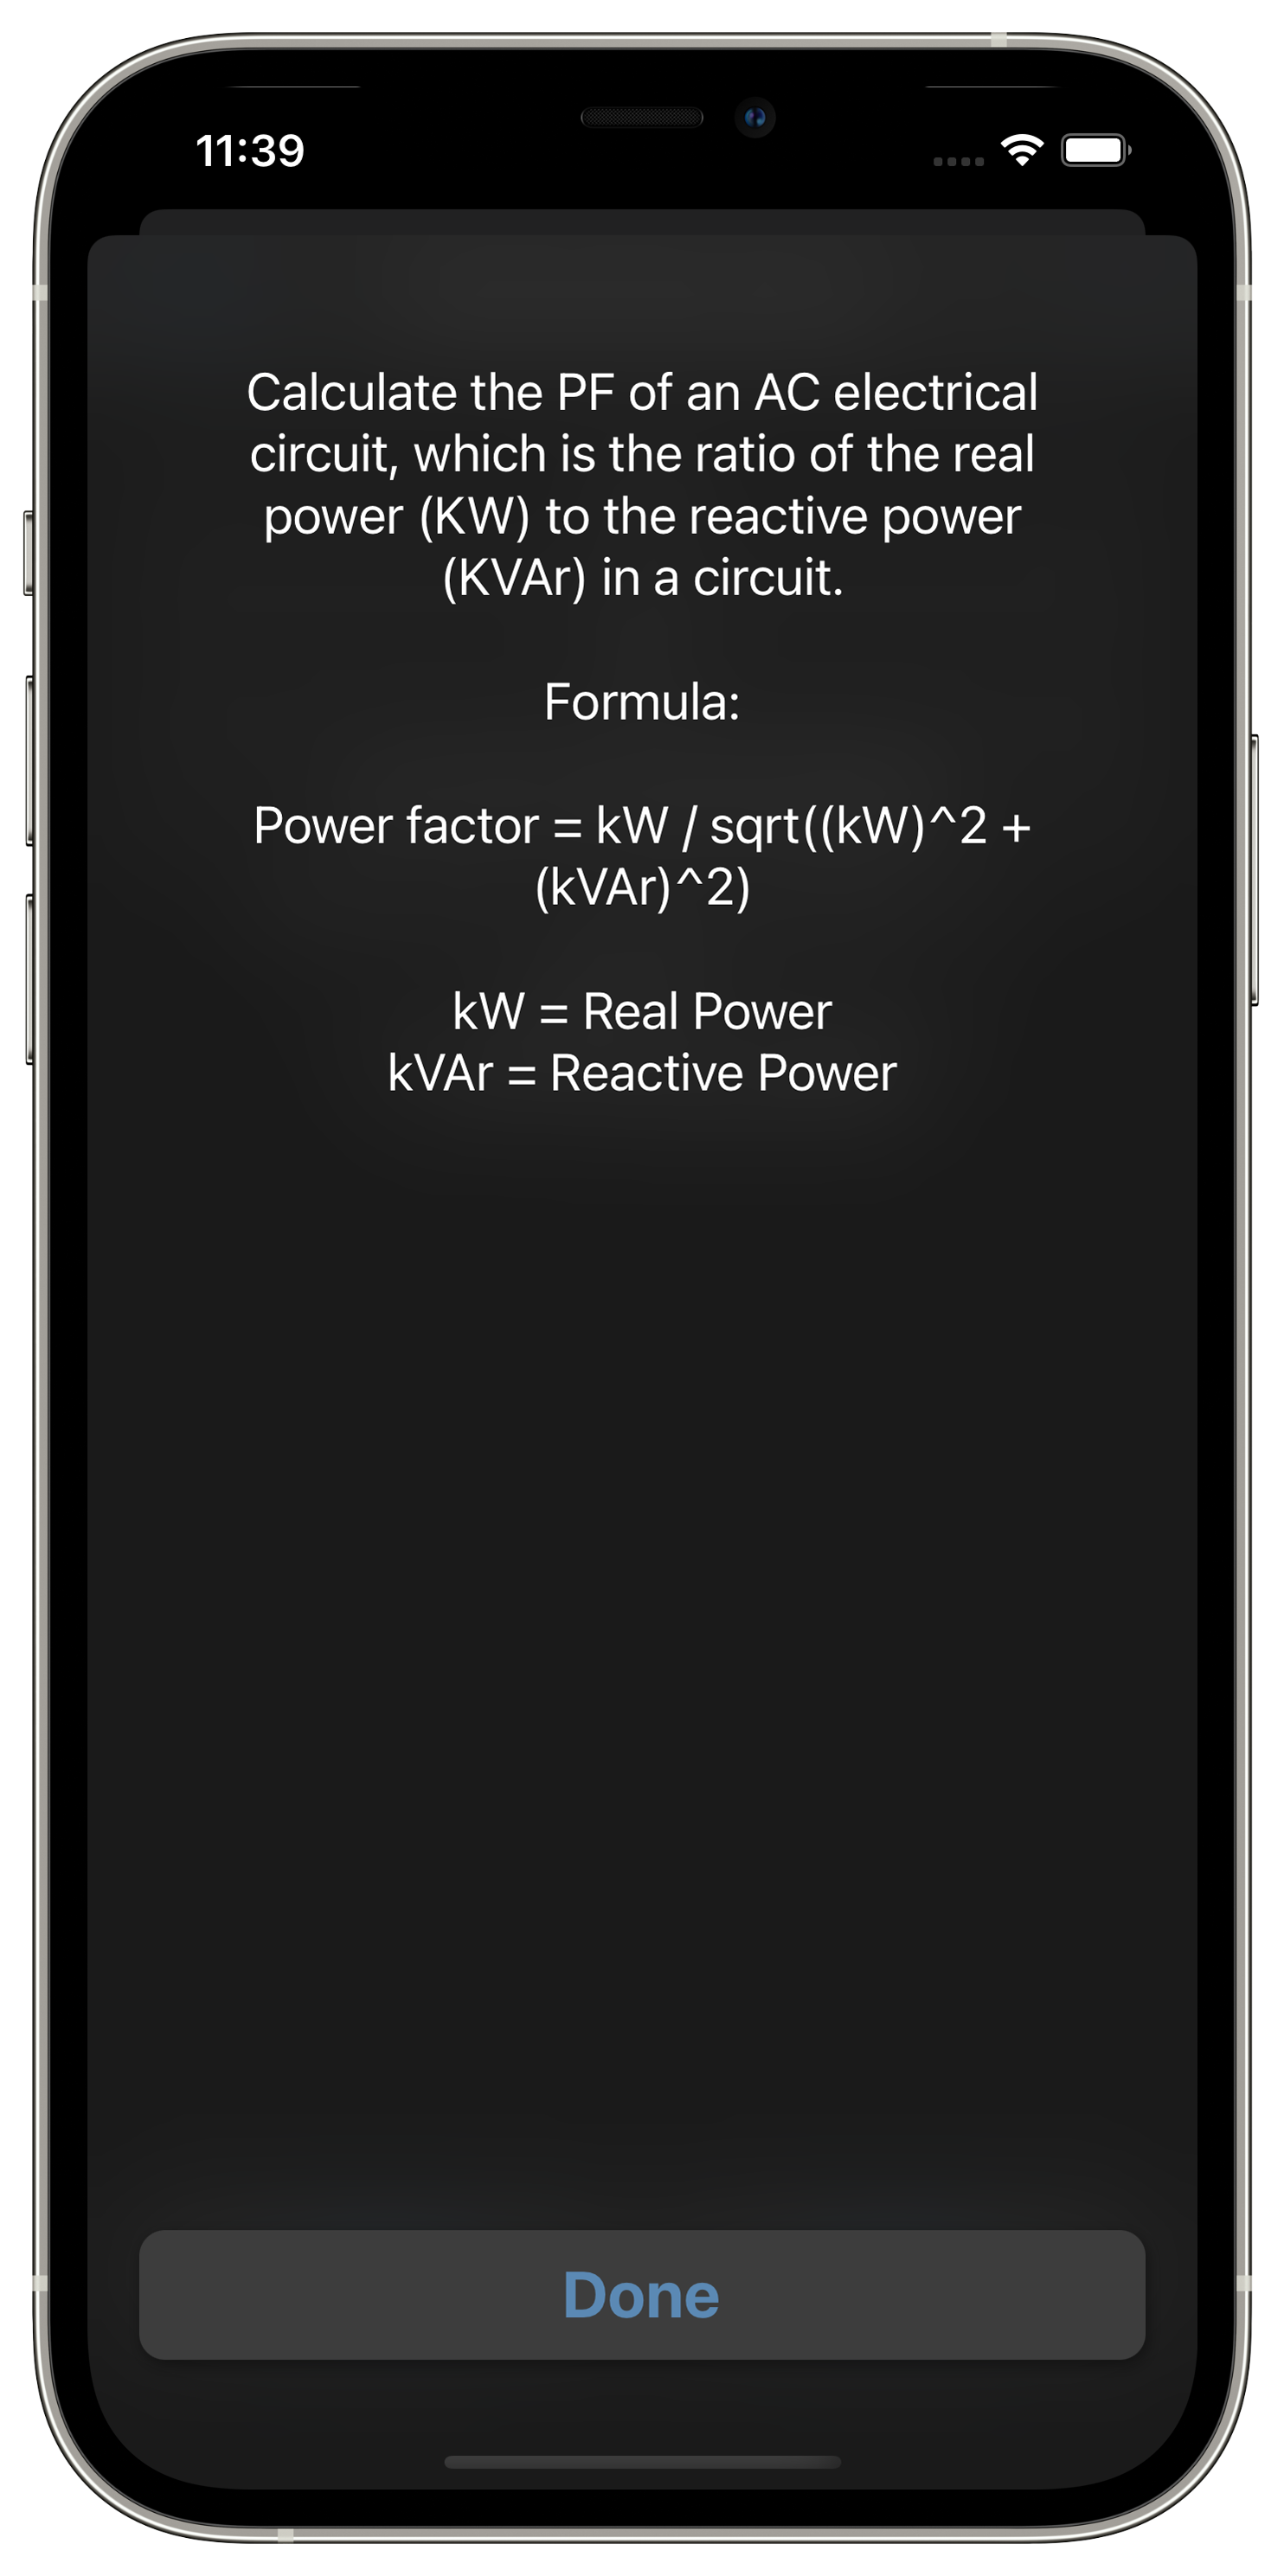 11:39
Calculate the PF of an AC electrical
circuit, which is the ratio of the real
power (KW) to the reactive power
(KVAr) in a circuit.
Formula:
Power factor = kW / sqrt((kW)^2 +
(kVAr)^2)
kW = Real Power
kVAr = Reactive Power
Done